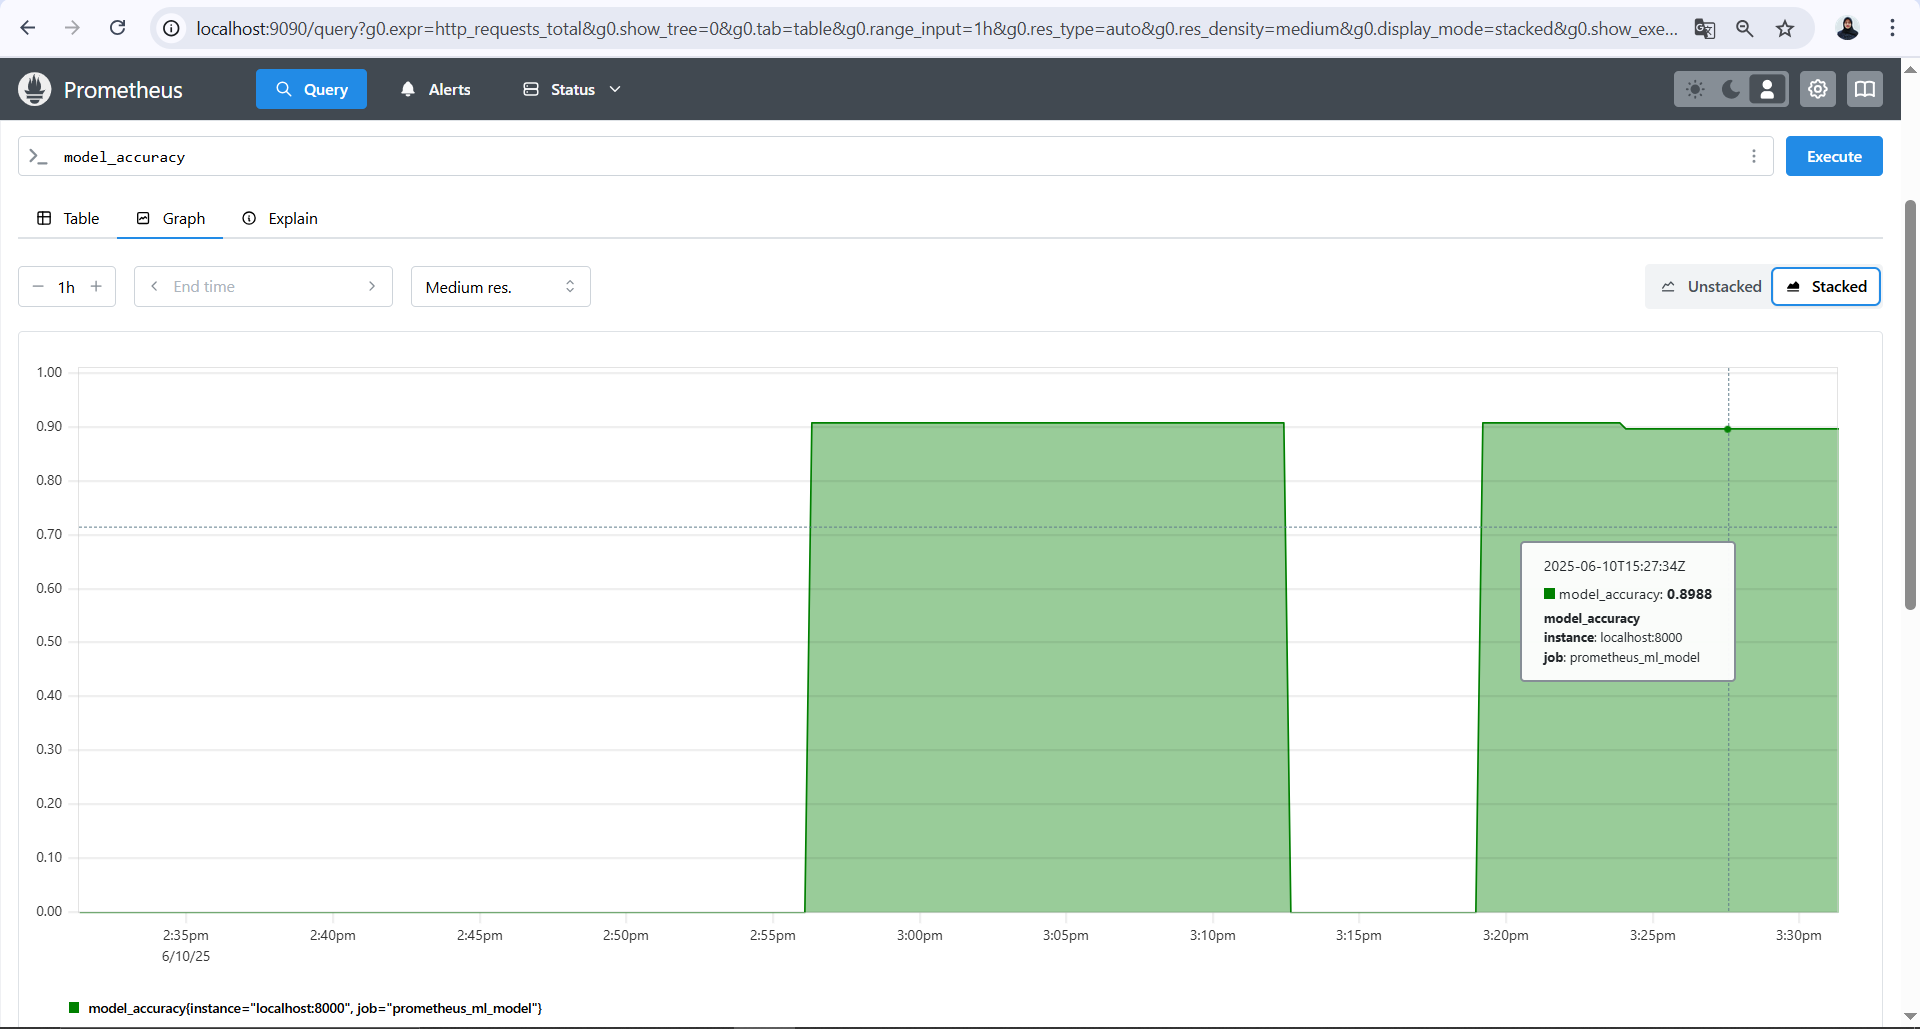 localhost:9090/query?g0.expr=http_requests_total&g0.show_tree=0&g0.tab=table&g0.range_input=1h&g0.res_type=auto&g0.res_density=medium&g0.display_mode=stacked&g0.show_exe...
Prometheus Query Alerts Status
model_accuracy Execute
Table Graph Explain
1h End time Medium res. Unstacked Stacked
1.00
0.90
0.80
0.70
0.60
0.50
0.40
0.30
0.20
0.10
0.00
2025-06-10T15:27:34Z
model_accuracy: 0.8988
model_accuracy
instance: localhost:8000
job: prometheus_ml_model
2:35pm 2:40pm 2:45pm 2:50pm 2:55pm 3:00pm 3:05pm 3:10pm 3:15pm 3:20pm 3:25pm 3:30pm
6/10/25
model_accuracy{instance="localhost:8000", job="prometheus_ml_model"}